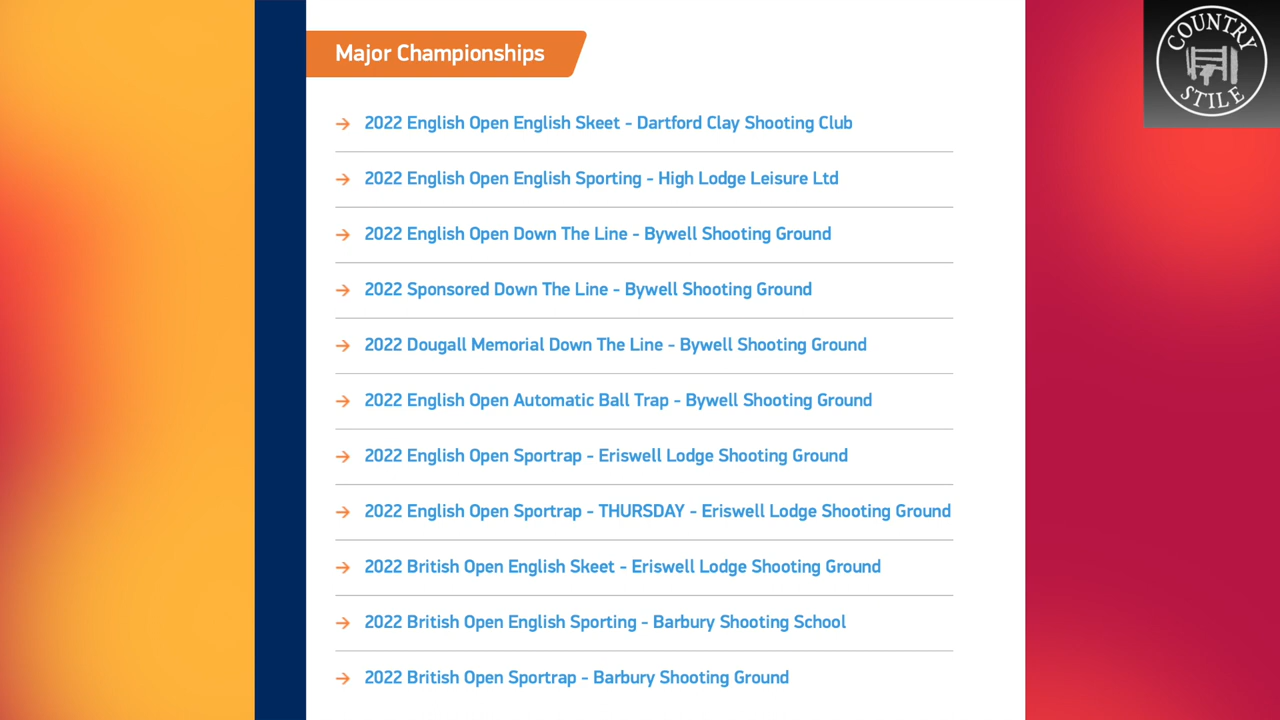 Major Championships
COUNTRY
STILE
2022 English Open English Skeet - Dartford Clay Shooting Club
2022 English Open English Sporting - High Lodge Leisure Ltd
2022 English Open Down The Line - Bywell Shooting Ground
2022 Sponsored Down The Line - Bywell Shooting Ground
2022 Dougall Memorial Down The Line - Bywell Shooting Ground
2022 English Open Automatic Ball Trap - Bywell Shooting Ground
2022 English Open Sportrap - Eriswell Lodge Shooting Ground
2022 English Open Sportrap - THURSDAY - Eriswell Lodge Shooting Ground
2022 British Open English Skeet - Eriswell Lodge Shooting Ground
2022 British Open English Sporting - Barbury Shooting School
2022 British Open Sportrap - Barbury Shooting Ground